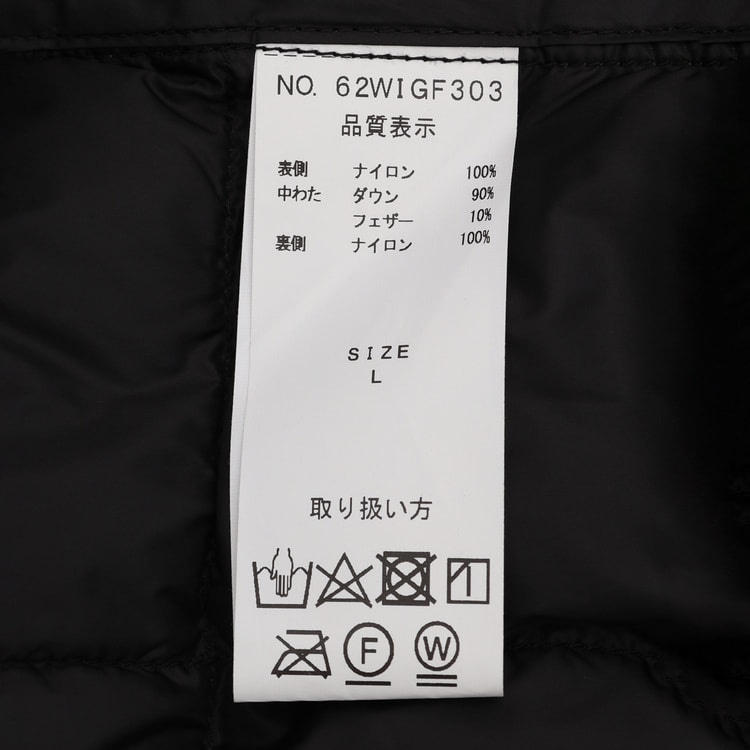 NO. 62WIGF303
品質表示
表側 ナイロン 100%
中わた ダウン 90%
フェザー 10%
裏側 ナイロン 100%
SIZE
L
取り扱い方
F W